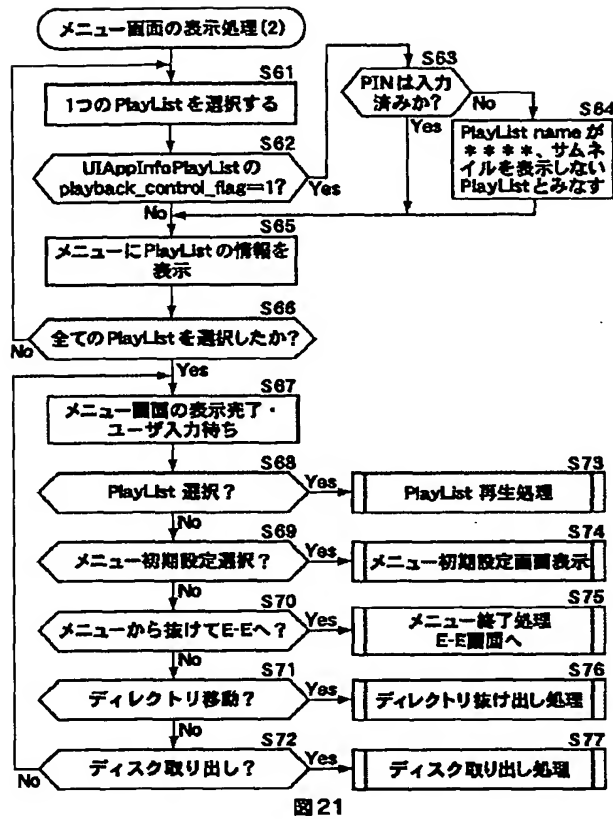 メニュー画面の表示処理(2)
S61
1つのPlayListを選択する
S62
UIAppInfoPlayListの
playback_control_flag=1?
Yes
No
S63
PINは入力
済みか?
No
Yes
S64
PlayList nameが
****、サムネ
イルを表示しない
PlayListとみなす
S65
メニューにPlayListの情報を
表示
S66
全てのPlayListを選択したか?
No
Yes
S67
メニュー画面の表示完了・
ユーザ入力待ち
S68
PlayList 選択?
Yes
No
S73
PlayList 再生処理
S69
メニュー初期設定選択?
Yes
No
S74
メニュー初期設定画面表示
S70
メニューから抜けてE-Eへ?
Yes
No
S75
メニュー終了処理
E-E画面へ
S71
ディレクトリ移動?
Yes
No
S76
ディレクトリ抜け出し処理
S72
ディスク取り出し?
Yes
No
S77
ディスク取り出し処理
図21